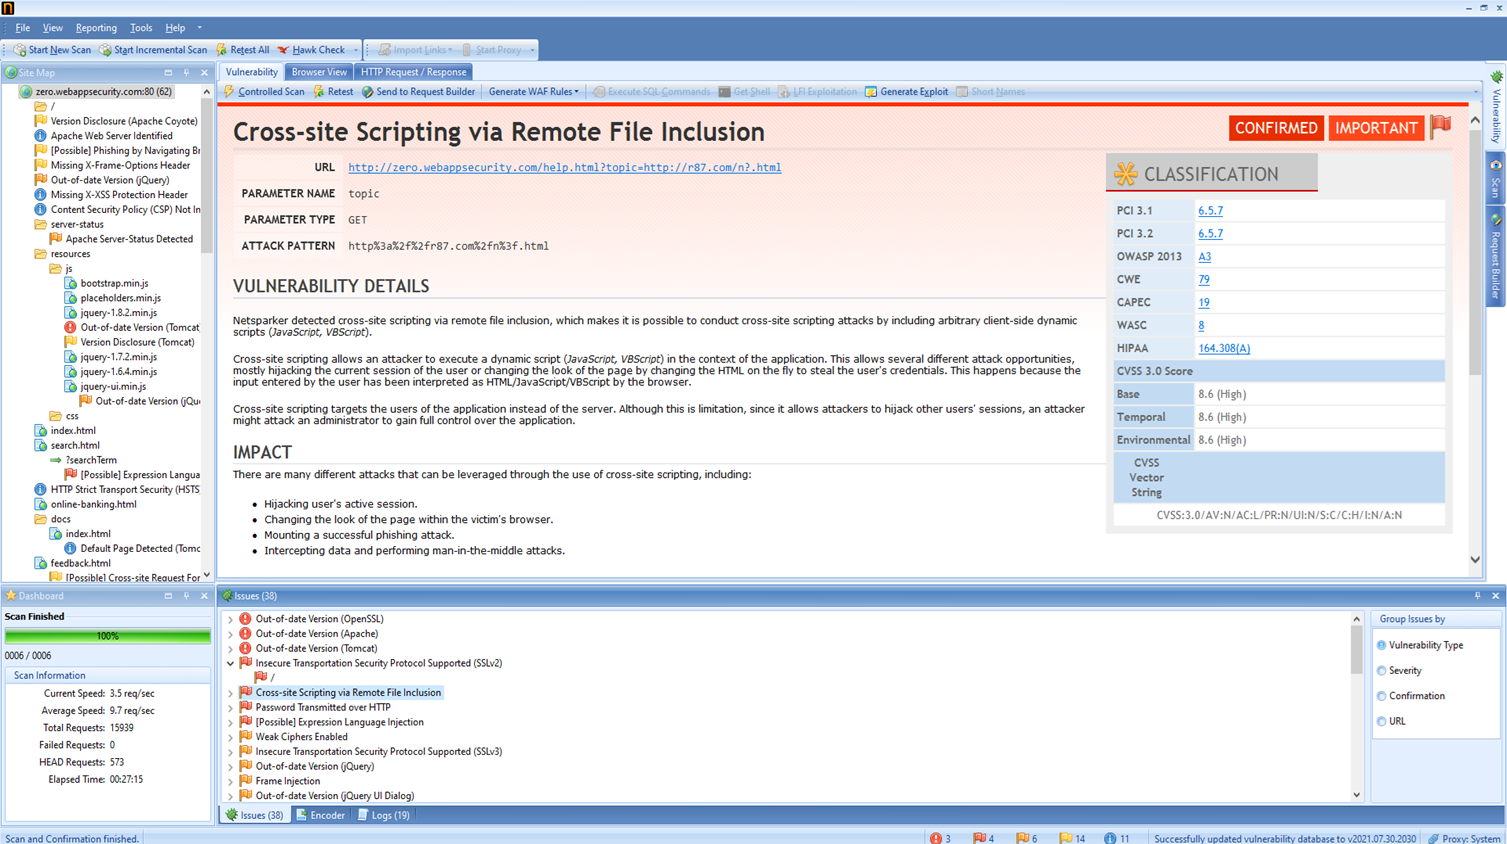 n
File View Reporting Tools Help
Start New Scan Start Incremental Scan Retest All Hawk Check Import Links Start Proxy
Site Map
zero.webappsecurity.com:80 (62)
/
Version Disclosure (Apache Coyote)
Apache Web Server Identified
[Possible] Phishing by Navigating Br
Missing X-Frame-Options Header
Out-of-date Version (jQuery)
Missing X-XSS Protection Header
Content Security Policy (CSP) Not In
server-status
Apache Server-Status Detected
resources
js
bootstrap.min.js
placeholders.min.js
jquery-1.8.2.min.js
Out-of-date Version (Tomcat)
Version Disclosure (Tomcat)
jquery-1.7.2.min.js
jquery-1.6.4.min.js
jquery-ui.min.js
Out-of-date Version (jQue
css
index.html
search.html
?searchTerm
[Possible] Expression Langua
HTTP Strict Transport Security (HSTS
online-banking.html
docs
index.html
Default Page Detected (Tomc
feedback.html
[Possible] Cross-site Request For
Vulnerability Browser View HTTP Request / Response
Controlled Scan Retest Send to Request Builder Generate WAF Rules Execute SQL Commands Get Shell LFI Exploitation Generate Exploit Short Names
Cross-site Scripting via Remote File Inclusion
CONFIRMED IMPORTANT
URL http://zero.webappsecurity.com/help.html?topic=http://r87.com/n?.html
PARAMETER NAME topic
PARAMETER TYPE GET
ATTACK PATTERN http%3a%2f%2fr87.com%2fn%3f.html
VULNERABILITY DETAILS
Netsparker detected cross-site scripting via remote file inclusion, which makes it is possible to conduct cross-site scripting attacks by including arbitrary client-side dynamic
scripts (JavaScript, VBScript).
Cross-site scripting allows an attacker to execute a dynamic script (JavaScript, VBScript) in the context of the application. This allows several different attack opportunities,
mostly hijacking the current session of the user or changing the look of the page by changing the HTML on the fly to steal the user's credentials. This happens because the
input entered by the user has been interpreted as HTML/JavaScript/VBScript by the browser.
Cross-site scripting targets the users of the application instead of the server. Although this is limitation, since it allows attackers to hijack other users' sessions, an attacker
might attack an administrator to gain full control over the application.
IMPACT
There are many different attacks that can be leveraged through the use of cross-site scripting, including:
• Hijacking user's active session.
• Changing the look of the page within the victim's browser.
• Mounting a successful phishing attack.
• Intercepting data and performing man-in-the-middle attacks.
CLASSIFICATION
PCI 3.1 6.5.7
PCI 3.2 6.5.7
OWASP 2013 A3
CWE 79
CAPEC 19
WASC 8
HIPAA 164.308(A)
CVSS 3.0 Score
Base 8.6 (High)
Temporal 8.6 (High)
Environmental 8.6 (High)
CVSS
Vector
String
CVSS:3.0/AV:N/AC:L/PR:N/UI:N/S:C/C:H/I:N/A:N
Vulnerability
Scan
Request Builder
Dashboard
Scan Finished
100%
0006 / 0006
Scan Information
Current Speed: 3.5 req/sec
Average Speed: 9.7 req/sec
Total Requests: 15939
Failed Requests: 0
HEAD Requests: 573
Elapsed Time: 00:27:15
Issues (38)
Out-of-date Version (OpenSSL)
Out-of-date Version (Apache)
Out-of-date Version (Tomcat)
Insecure Transportation Security Protocol Supported (SSLv2)
/
Cross-site Scripting via Remote File Inclusion
Password Transmitted over HTTP
[Possible] Expression Language Injection
Weak Ciphers Enabled
Insecure Transportation Security Protocol Supported (SSLv3)
Out-of-date Version (jQuery)
Frame Injection
Out-of-date Version (jQuery UI Dialog)
Group Issues by
Vulnerability Type
Severity
Confirmation
URL
Issues (38) Encoder Logs (19)
Scan and Confirmation finished. 3 4 6 14 11 Successfully updated vulnerability database to v2021.07.30.2030 Proxy: System